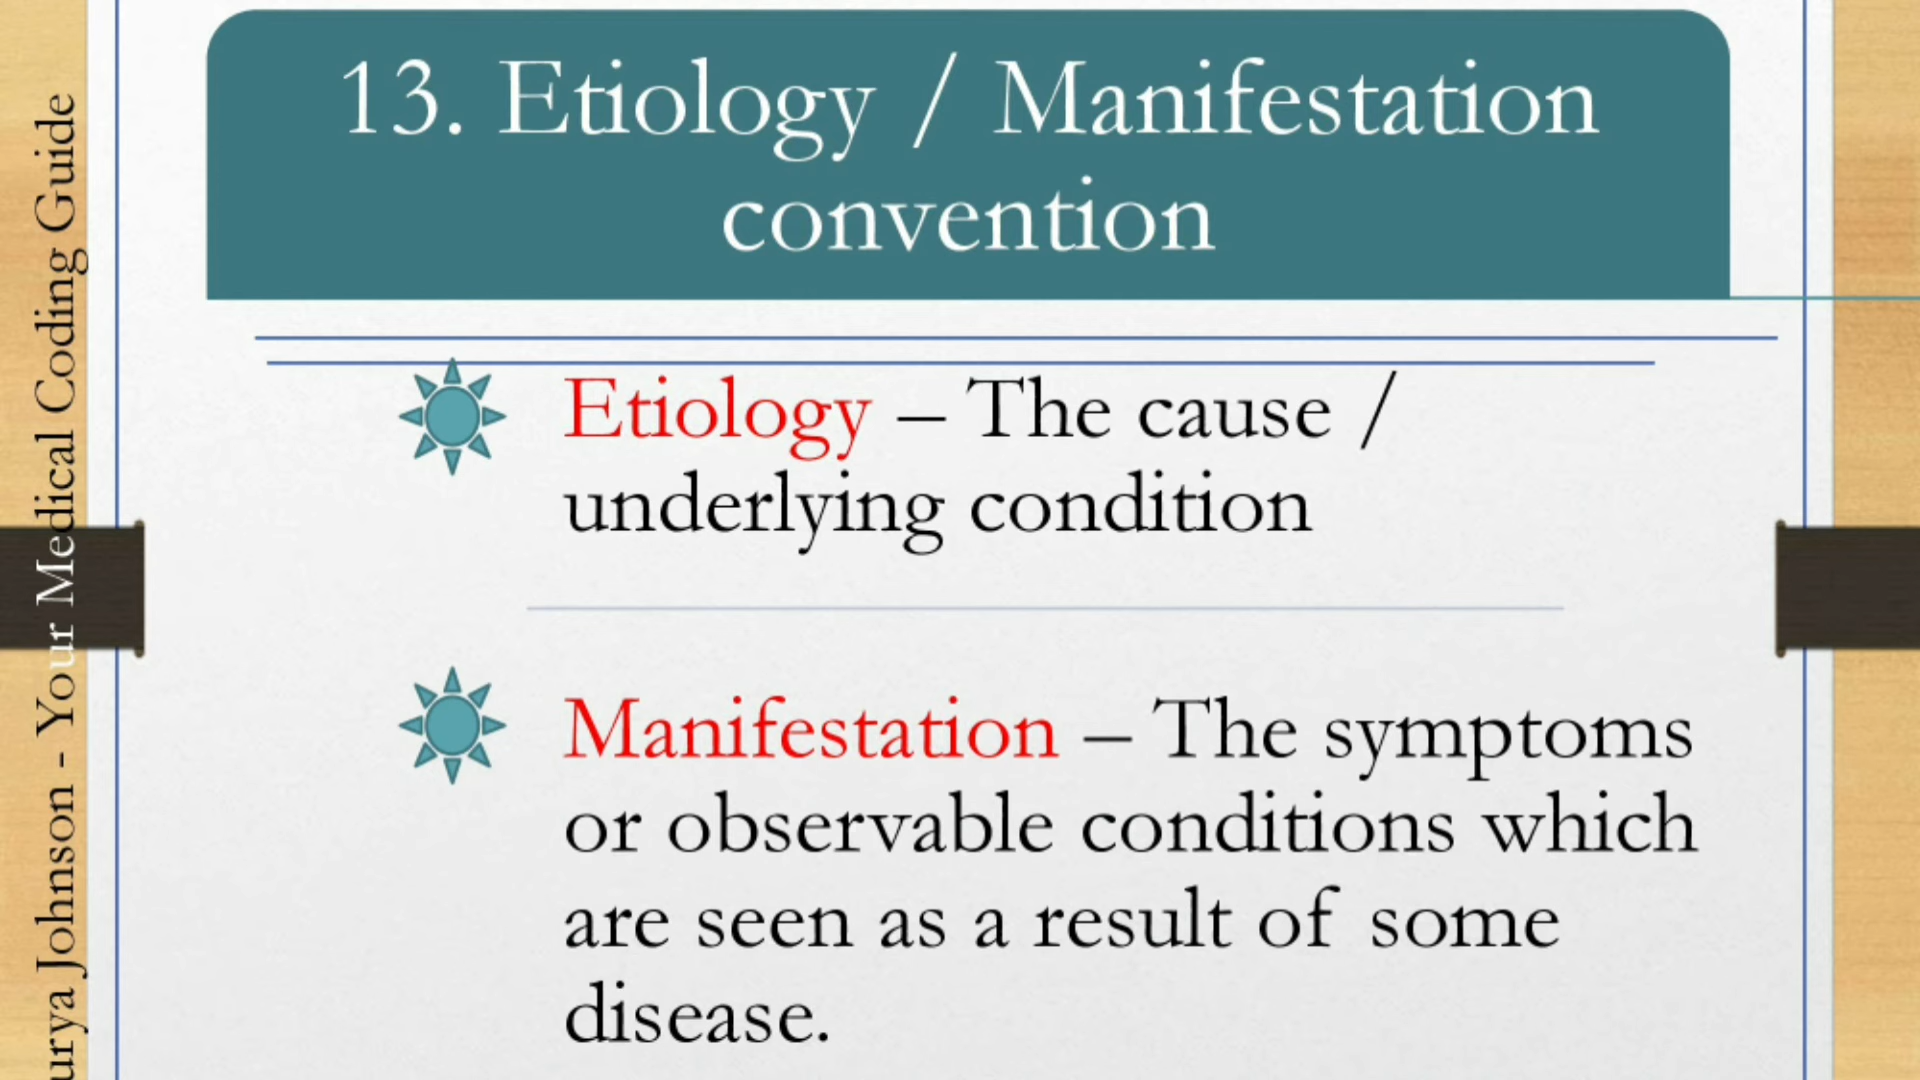 13. Etiology / Manifestation
convention
Etiology – The cause /
underlying condition
Manifestation – The symptoms
or observable conditions which
are seen as a result of some
disease.
Johnson - Your Medical Coding Guide